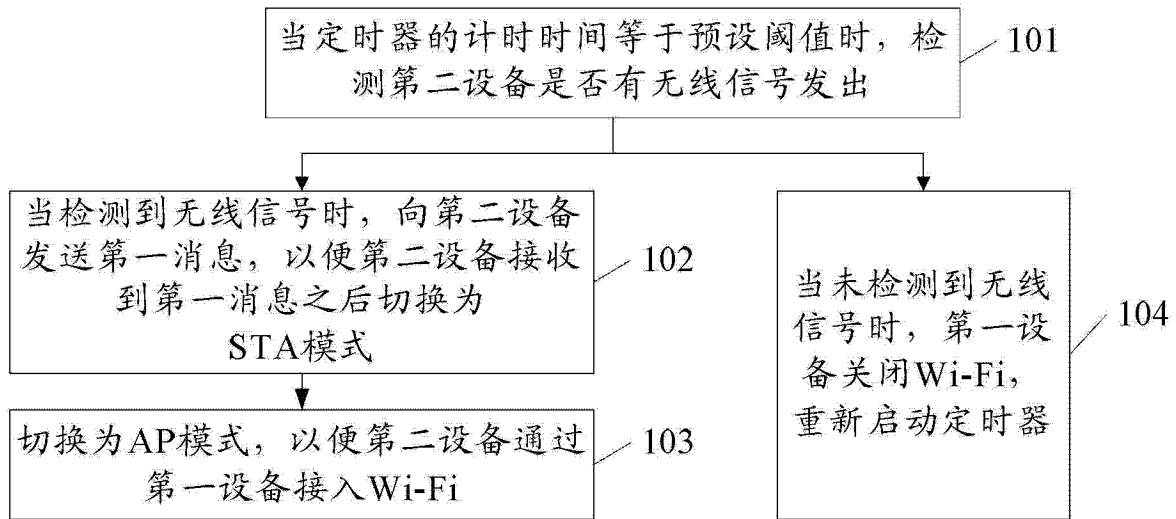 当定时器的计时时间等于预设阈值时，检
测第二设备是否有无线信号发出
101
当检测到无线信号时，向第二设备
发送第一消息，以便第二设备接收
到第一消息之后切换为
STA模式
102
切换为AP模式，以便第二设备通过
第一设备接入Wi-Fi
103
当未检测到无线
信号时，第一设
备关闭Wi-Fi，
重新启动定时器
104